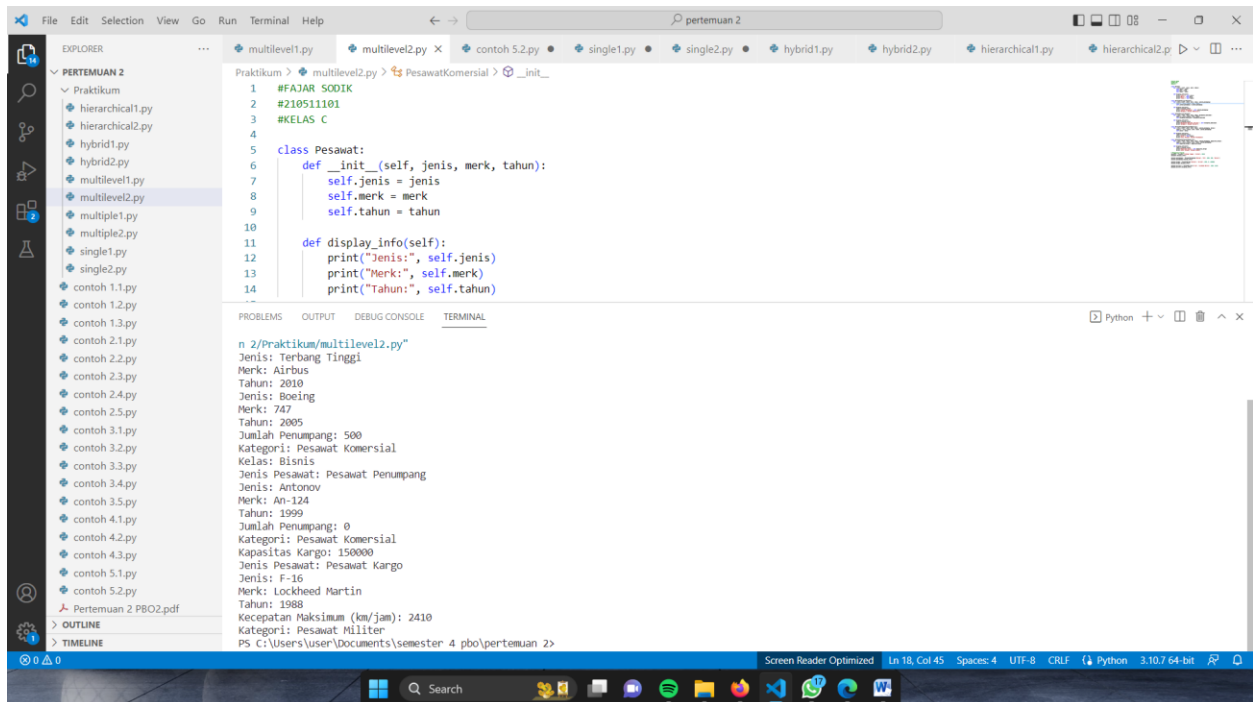 File Edit Selection View Go Run Terminal Help
pertemuan 2
EXPLORER
multilevel1.py
multilevel2.py
contoh 5.2.py
single1.py
single2.py
hybrid1.py
hybrid2.py
hierarchical1.py
hierarchical2.p
PERTEMUAN 2
Praktikum
hierarchical1.py
hierarchical2.py
hybrid1.py
hybrid2.py
multilevel1.py
multilevel2.py
multiple1.py
multiple2.py
single1.py
single2.py
contoh 1.1.py
contoh 1.2.py
contoh 1.3.py
contoh 2.1.py
contoh 2.2.py
contoh 2.3.py
contoh 2.4.py
contoh 2.5.py
contoh 3.1.py
contoh 3.2.py
contoh 3.3.py
contoh 3.4.py
contoh 3.5.py
contoh 4.1.py
contoh 4.2.py
contoh 4.3.py
contoh 5.1.py
contoh 5.2.py
Pertemuan 2 PBO2.pdf
OUTLINE
TIMELINE
14
2
1
Praktikum > multilevel2.py > PesawatKomersial > __init__
1 #FAJAR SODIK
2 #210511101
3 #KELAS C
4
5 class Pesawat:
6 def __init__(self, jenis, merk, tahun):
7 self.jenis = jenis
8 self.merk = merk
9 self.tahun = tahun
10
11 def display_info(self):
12 print("Jenis:", self.jenis)
13 print("Merk:", self.merk)
14 print("Tahun:", self.tahun)
PROBLEMS OUTPUT DEBUG CONSOLE TERMINAL
Python
n 2/Praktikum/multilevel2.py"
Jenis: Terbang Tinggi
Merk: Airbus
Tahun: 2010
Jenis: Boeing
Merk: 747
Tahun: 2005
Jumlah Penumpang: 500
Kategori: Pesawat Komersial
Kelas: Bisnis
Jenis Pesawat: Pesawat Penumpang
Jenis: Antonov
Merk: An-124
Tahun: 1999
Jumlah Penumpang: 0
Kategori: Pesawat Komersial
Kapasitas Kargo: 150000
Jenis Pesawat: Pesawat Kargo
Jenis: F-16
Merk: Lockheed Martin
Tahun: 1988
Kecepatan Maksimum (km/jam): 2410
Kategori: Pesawat Militer
PS C:\Users\user\Documents\semester 4 pbo\pertemuan 2>
0 0
Screen Reader Optimized Ln 18, Col 45 Spaces: 4 UTF-8 CRLF Python 3.10.7 64-bit
Search
17